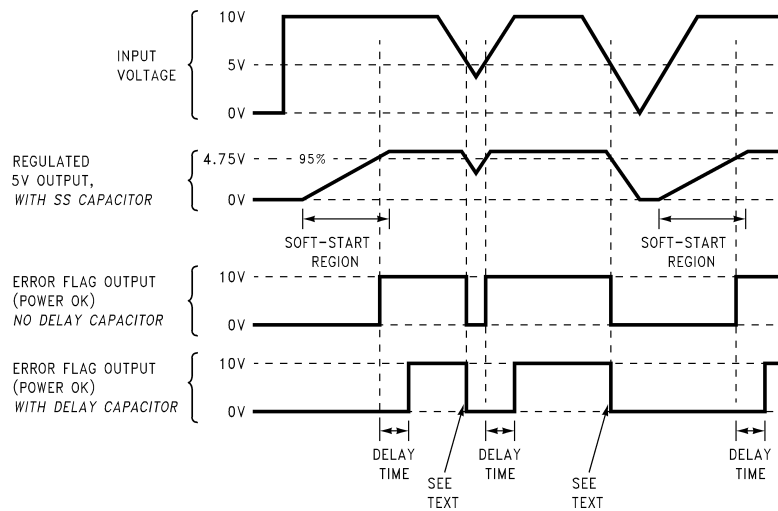 10V
INPUT
VOLTAGE
5V
0V
REGULATED
5V OUTPUT,
WITH SS CAPACITOR
4.75V
95%
0V
SOFT-START
REGION
SOFT-START
REGION
ERROR FLAG OUTPUT
(POWER OK)
NO DELAY CAPACITOR
10V
0V
ERROR FLAG OUTPUT
(POWER OK)
WITH DELAY CAPACITOR
10V
0V
DELAY
TIME
SEE
TEXT
DELAY
TIME
SEE
TEXT
DELAY
TIME